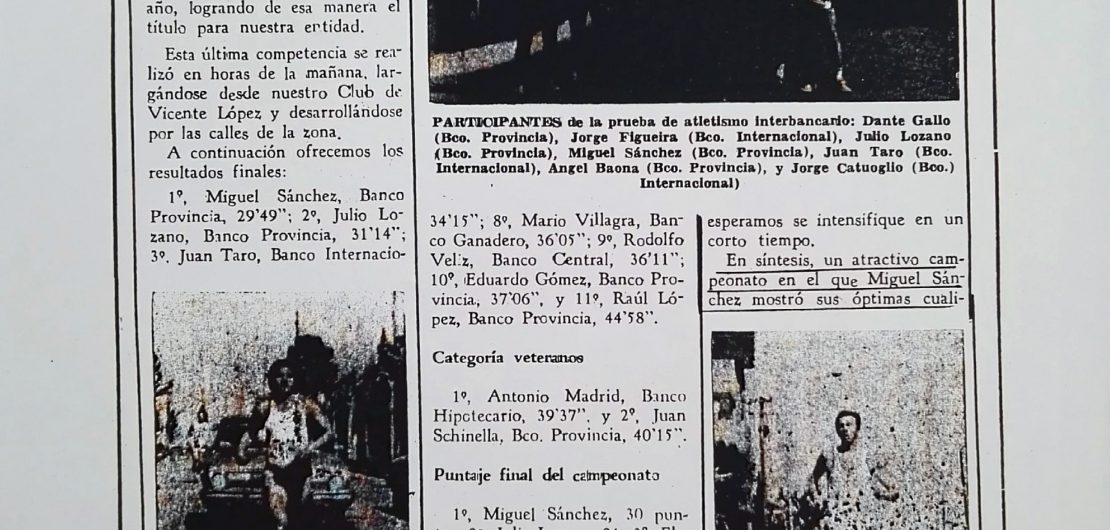 año, logrando de esa manera el
título para nuestra entidad.
Esta última competencia se rea-
lizó en horas de la mañana, lar-
gándose desde nuestro Club de
Vicente López y desarrollándose
por las calles de la zona.
A continuación ofrecemos los
resultados finales:
1º, Miguel Sánchez, Banco
Provincia, 29'49"; 2º, Julio Lo-
zano, Banco Provincia, 31'14";
3º. Juan Taro, Banco Internacio-
PARTICIPANTES de la prueba de atletismo interbancario: Dante Gallo
(Bco. Provincia), Jorge Figueira (Bco. Internacional), Julio Lozano
(Bco. Provincia), Miguel Sánchez (Bco. Provincia), Juan Taro (Bco.
Internacional), Angel Baona (Bco. Provincia), y Jorge Catuoglio (Bco.)
Internacional)
34'15"; 8º, Mario Villagra, Ban-
co Ganadero, 36'05"; 9º, Rodolfo
Veliz, Banco Central, 36'11";
10º, Eduardo Gómez, Banco Pro-
vincia, 37'06", y 11º, Raúl Ló-
pez, Banco Provincia, 44'58".
Categoría veteranos
1º, Antonio Madrid, Banco
Hipotecario, 39'37". y 2º, Juan
Schinella, Bco. Provincia, 40'15".
Puntaje final del campeonato
1º, Miguel Sánchez, 30 pun-
esperamos se intensifique en un
corto tiempo.
En síntesis, un atractivo cam-
peonato en el que Miguel Sán-
chez mostró sus óptimas cuali-